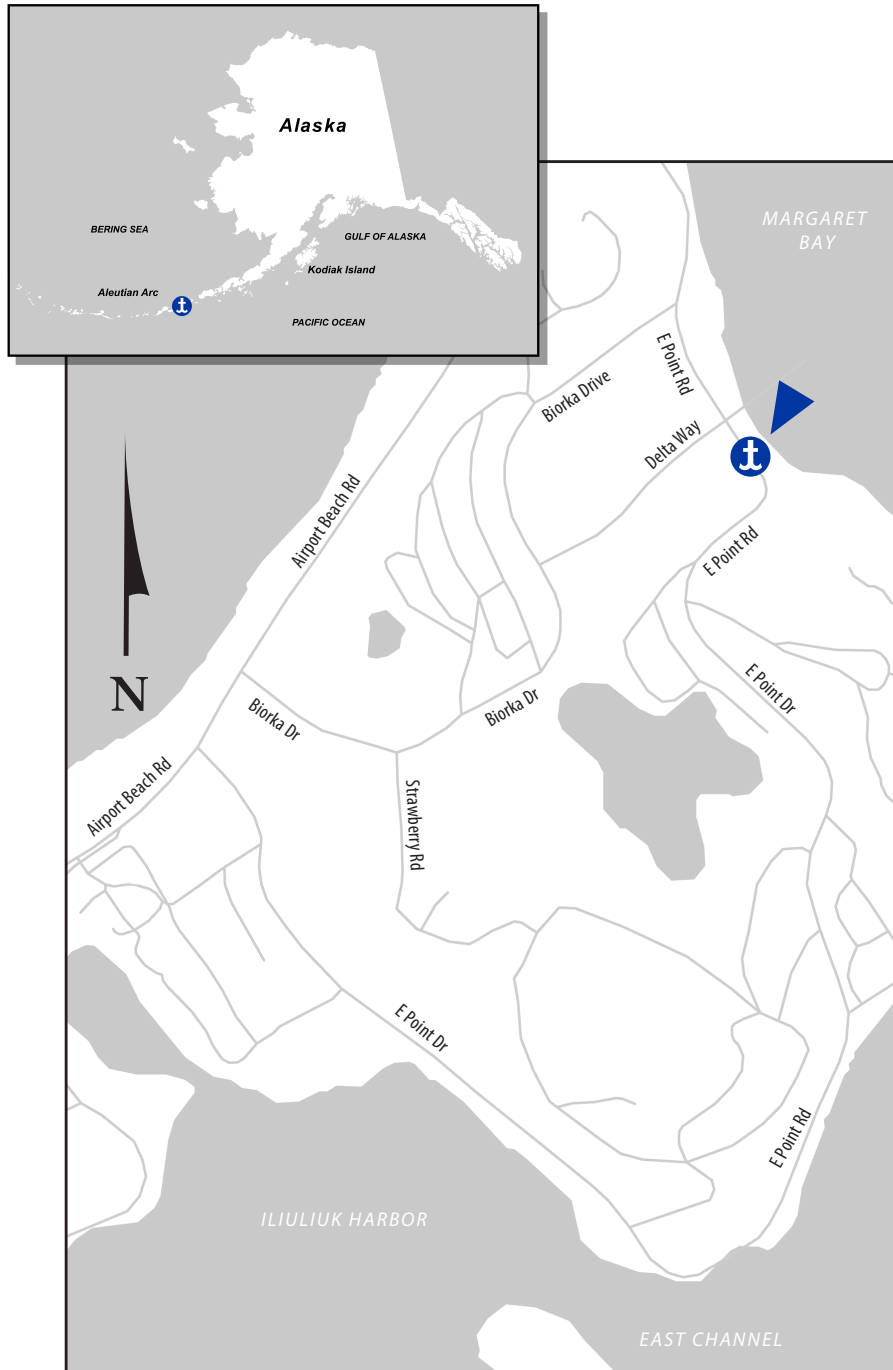 Alaska
BERING SEA
GULF OF ALASKA
Kodiak Island
Aleutian Arc
PACIFIC OCEAN
MARGARET
BAY
E Point Rd
Biorka Drive
Delta Way
Airport Beach Rd
E Point Rd
N
E Point Dr
Biorka Dr
Biorka Dr
Airport Beach Rd
Strawberry Rd
E Point Dr
E Point Rd
ILIULIUK HARBOR
EAST CHANNEL